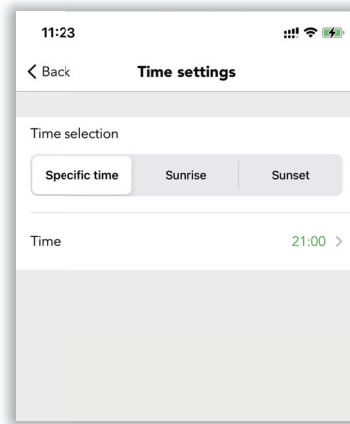 11:23
Back Time settings
Time selection
Specific time Sunrise Sunset
Time 21:00